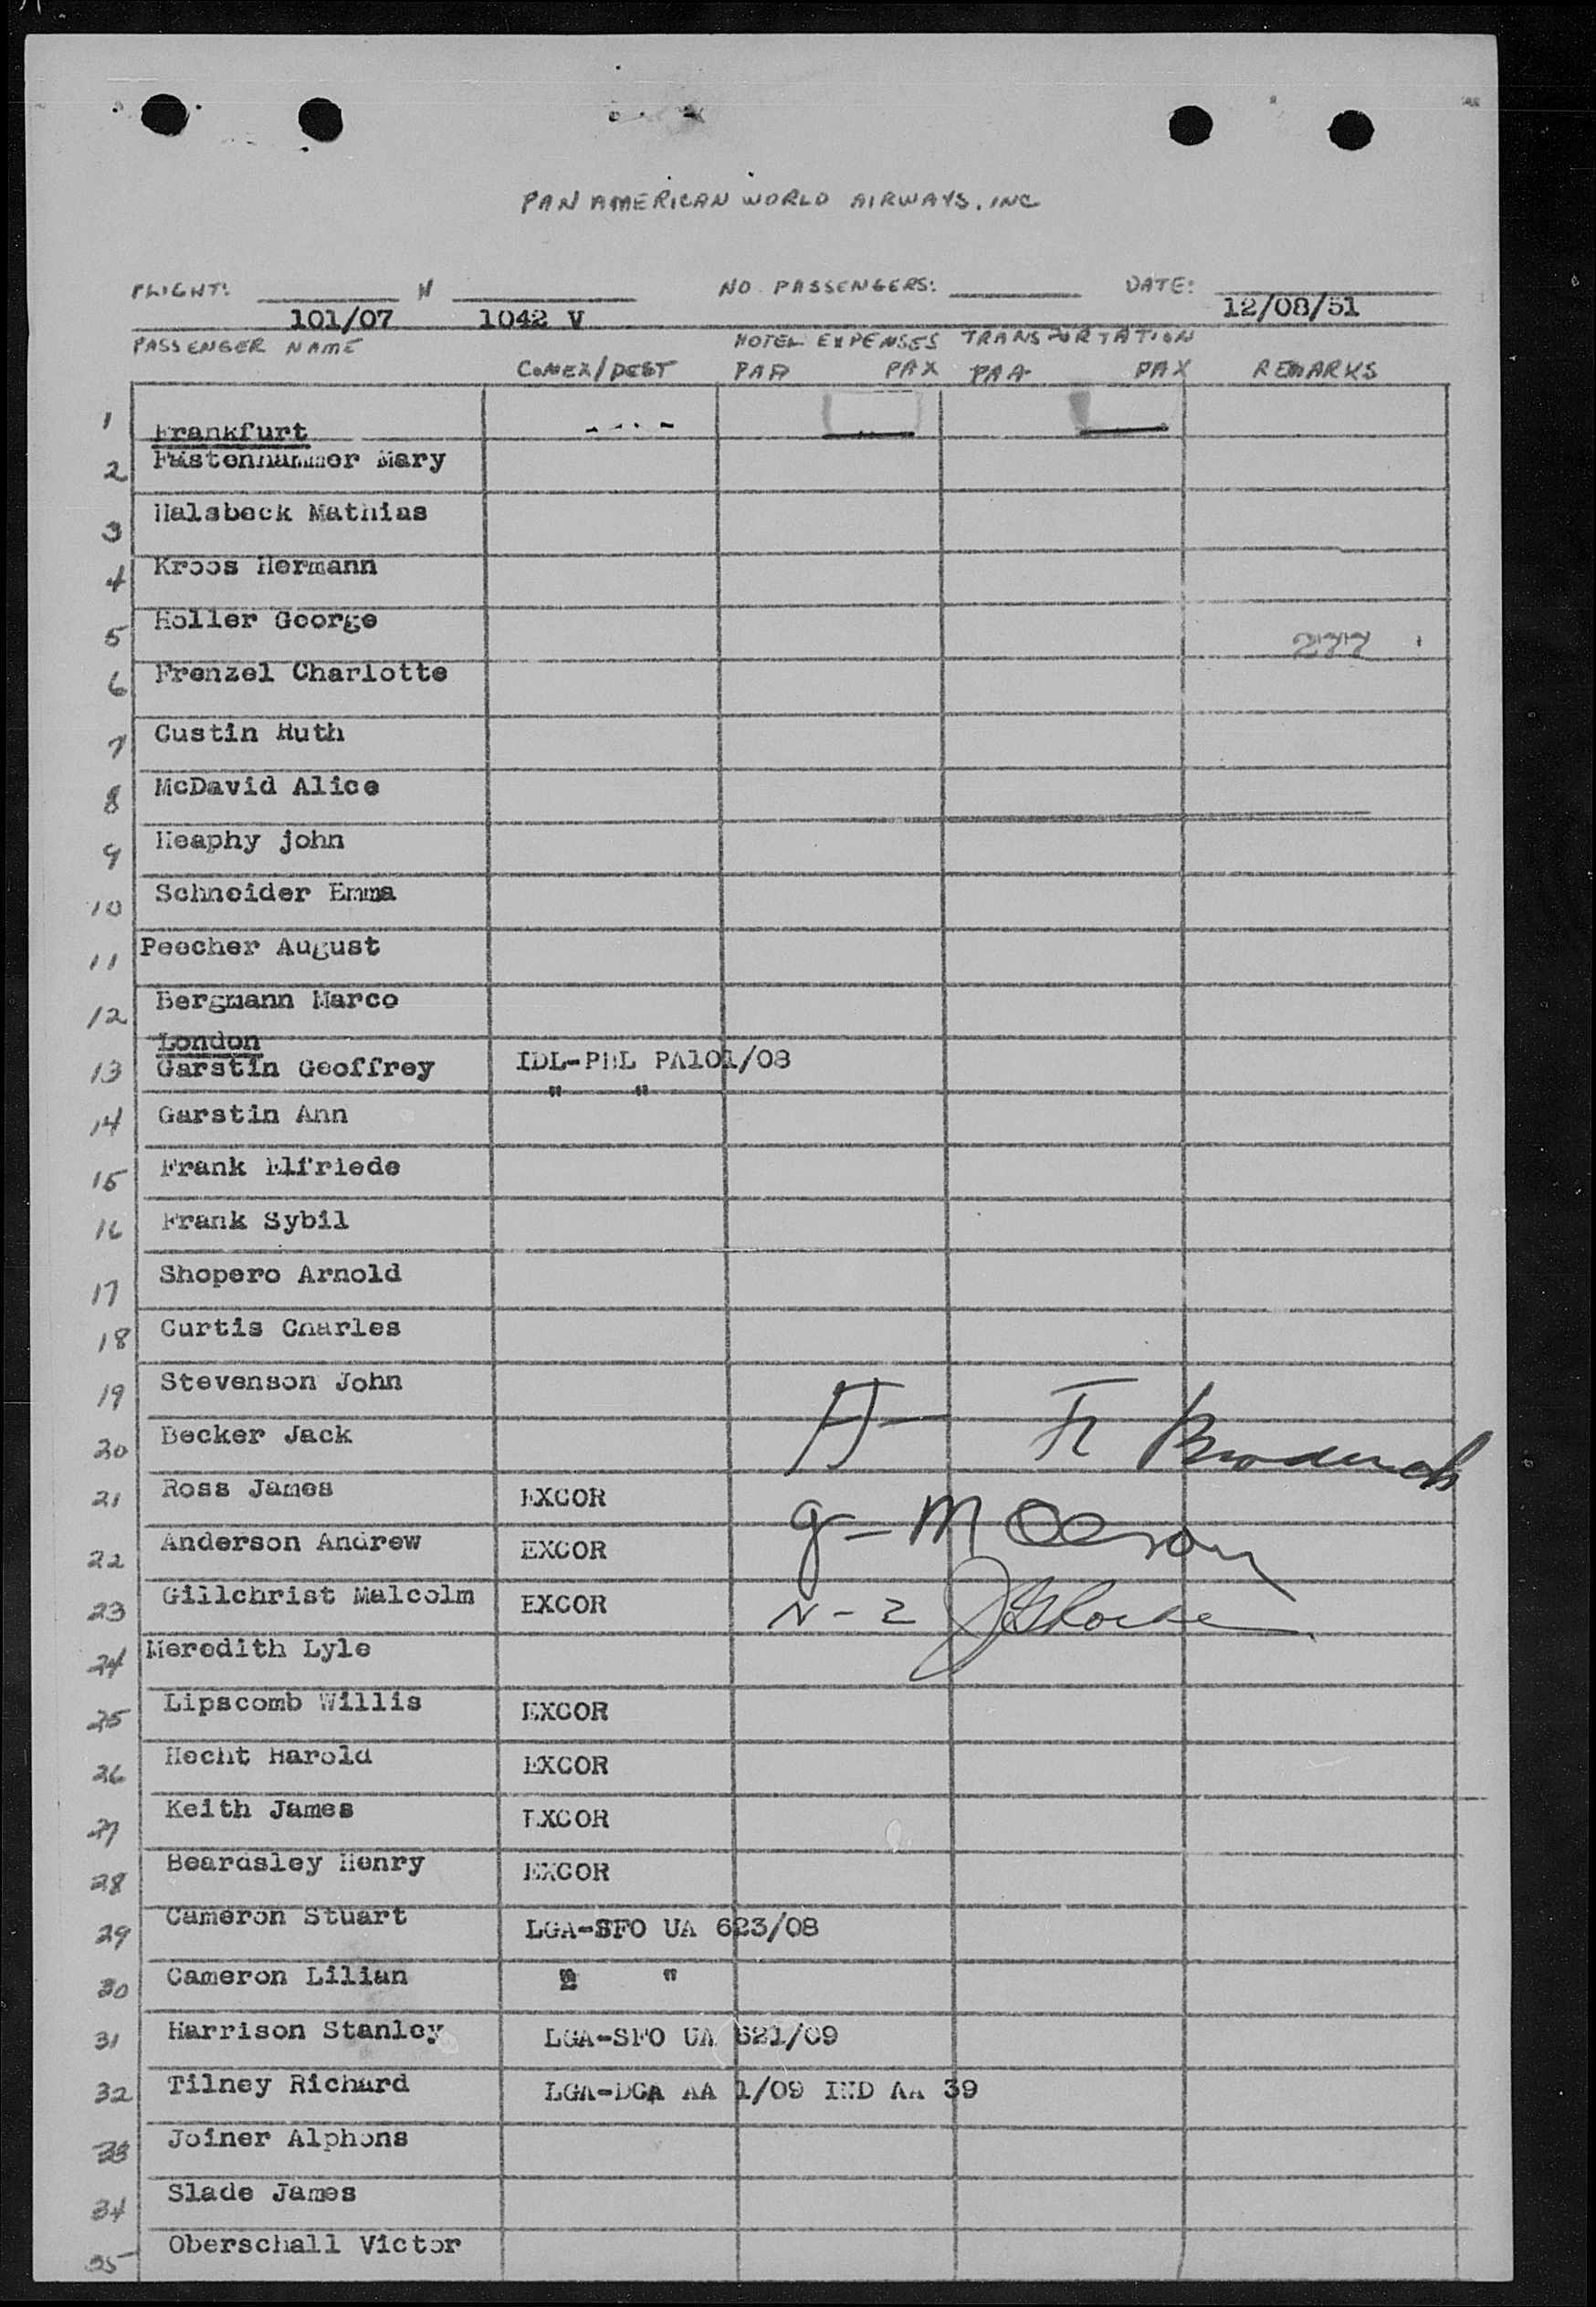 PAN AMERICAN WORLD AIRWAYS, INC
FLIGHT: N NO PASSENGERS: DATE:
101/07 1042 V 12/08/51
PASSENGER NAME HOTEL EXPENSES TRANSPORTATION
CONEX/DEST PAA PAX PAA PAX REMARKS
1 Frankfurt
2 Mary
3 Halsbeck Mathias
4 Kroos Hermann
5 Holler George
277
6 Frenzel Charlotte
7 Custin Ruth
8 McDavid Alice
9 Heaphy john
10 Schneider Emma
11 Peecher August
12 Bergmann Marco
London
13 Garstin Geoffrey IDL-PHL PA101/08
" "
14 Garstin Ann
15 Frank Elfriede
16 Frank Sybil
17 Shopero Arnold
18 Curtis Charles
19 Stevenson John
20 Becker Jack
21 Ross James EXCOR
22 Anderson Andrew EXCOR
23 Gillchrist Malcolm EXCOR N-2
24 Meredith Lyle
25 Lipscomb Willis EXCOR
26 Hecht Harold EXCOR
27 Keith James EXCOR
28 Beardsley Henry EXCOR
29 Cameron Stuart LGA-SFO UA 623/08
30 Cameron Lilian " "
31 Harrison Stanley LGA-SFO UA 621/09
32 Tilney Richard LGA-DCA AA 1/09 IND AA 39
33 Joiner Alphons
34 Slade James
35 Oberschall Victor